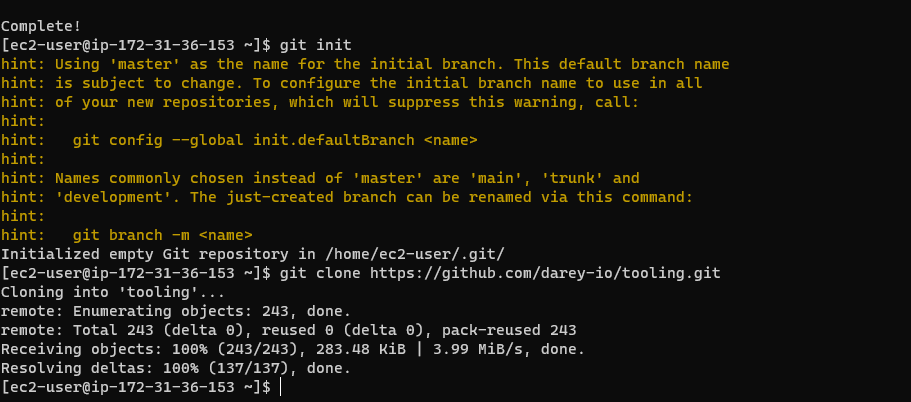 Complete!
[ec2-user@ip-172-31-36-153 ~]$ git init
hint: Using 'master' as the name for the initial branch. This default branch name
hint: is subject to change. To configure the initial branch name to use in all
hint: of your new repositories, which will suppress this warning, call:
hint:
hint:   git config --global init.defaultBranch <name>
hint:
hint: Names commonly chosen instead of 'master' are 'main', 'trunk' and
hint: 'development'. The just-created branch can be renamed via this command:
hint:
hint:   git branch -m <name>
Initialized empty Git repository in /home/ec2-user/.git/
[ec2-user@ip-172-31-36-153 ~]$ git clone https://github.com/darey-io/tooling.git
Cloning into 'tooling'...
remote: Enumerating objects: 243, done.
remote: Total 243 (delta 0), reused 0 (delta 0), pack-reused 243
Receiving objects: 100% (243/243), 283.48 KiB | 3.99 MiB/s, done.
Resolving deltas: 100% (137/137), done.
[ec2-user@ip-172-31-36-153 ~]$